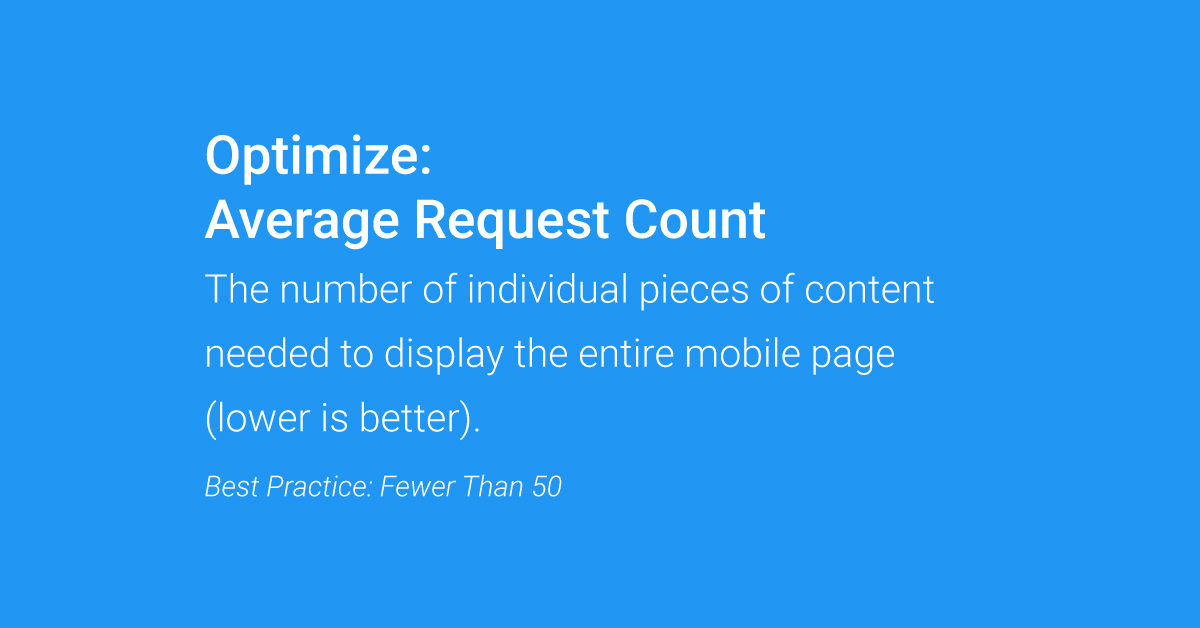 Optimize:
Average Request Count
The number of individual pieces of content
needed to display the entire mobile page
(lower is better).
Best Practice: Fewer Than 50